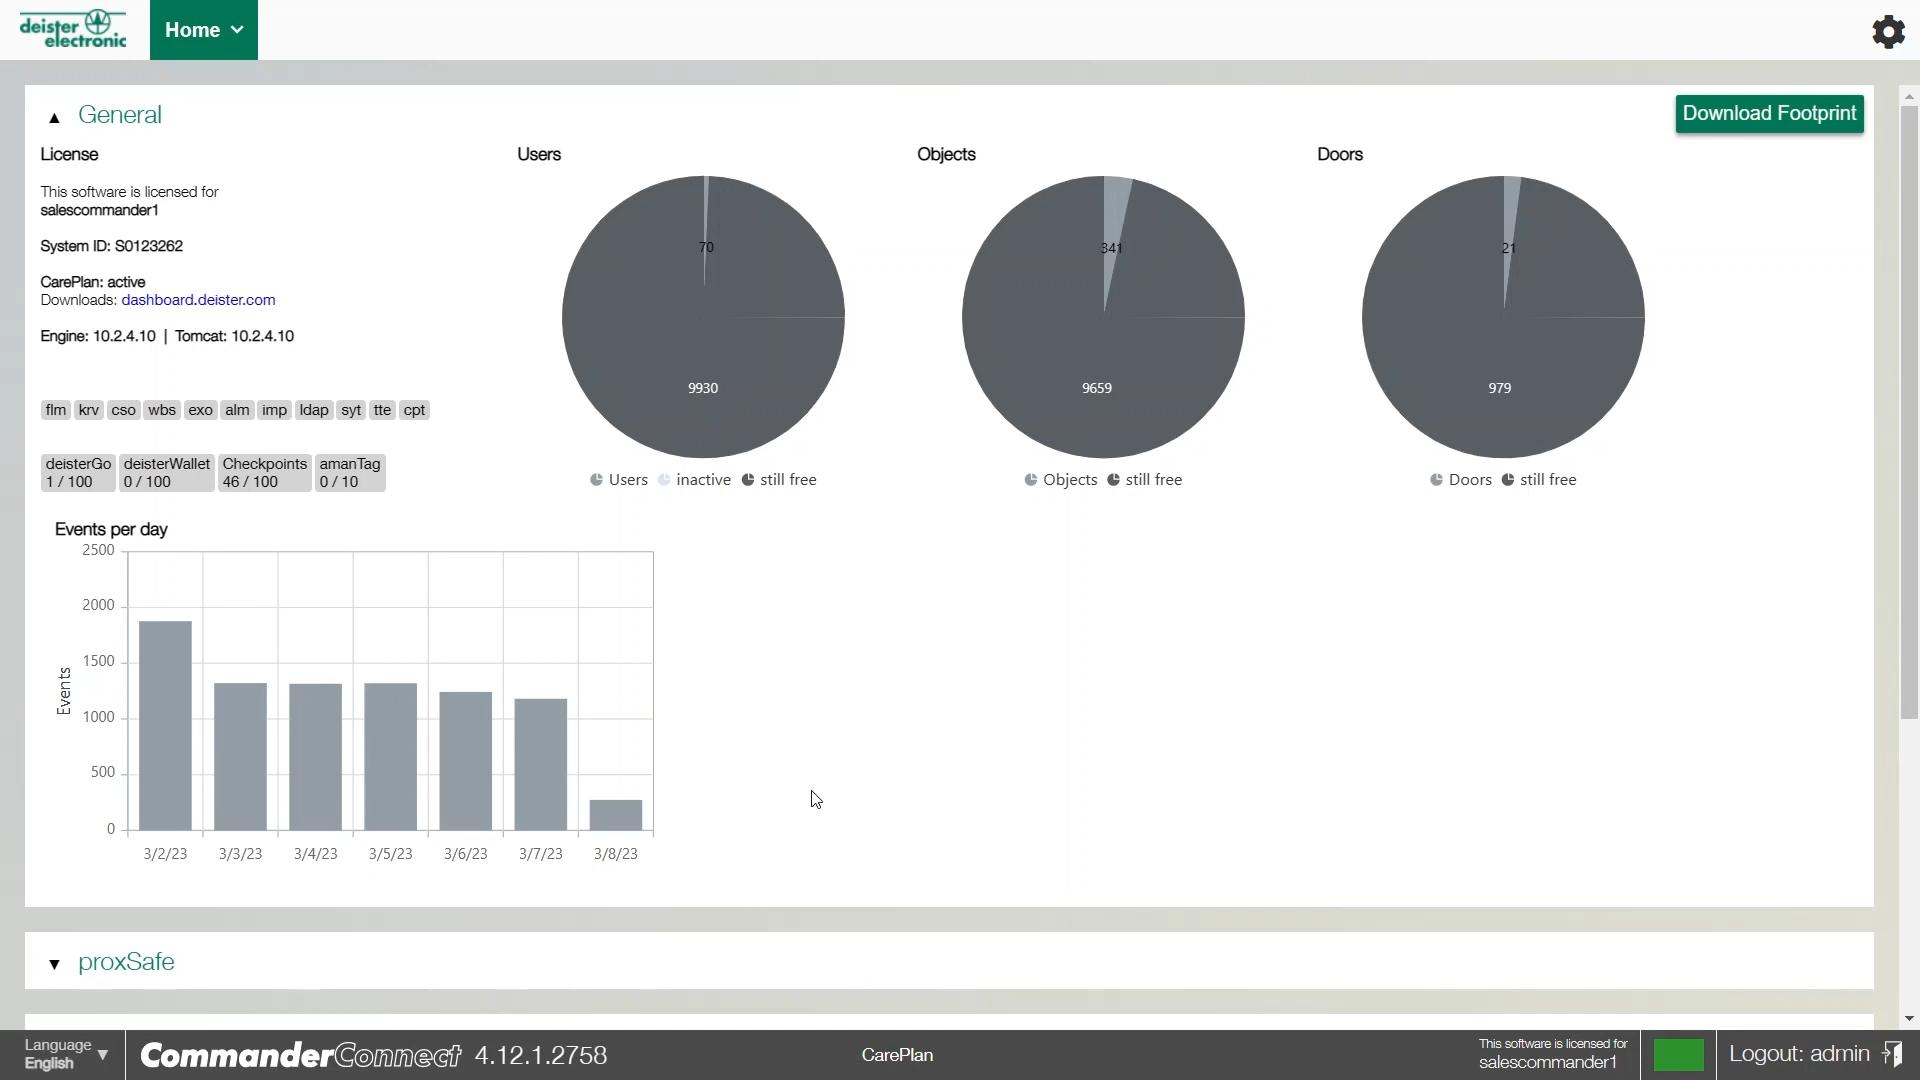 deister
electronic
Home
General
Download Footprint
License
Users
Objects
Doors
This software is licensed for
salescommander1
System ID: S0123262
CarePlan: active
Downloads: dashboard.deister.com
Engine: 10.2.4.10 | Tomcat: 10.2.4.10
70
9930
341
9659
21
979
flm krv cso wbs exo alm imp ldap syt tte cpt
deisterGo
1 / 100
deisterWallet
0 / 100
Checkpoints
46 / 100
amanTag
0 / 10
Users inactive still free
Objects still free
Doors still free
Events per day
2500
2000
1500
1000
500
0
Events
3/2/23 3/3/23 3/4/23 3/5/23 3/6/23 3/7/23 3/8/23
proxSafe
Language
English
CommanderConnect 4.12.1.2758
CarePlan
This software is licensed for
salescommander1
Logout: admin